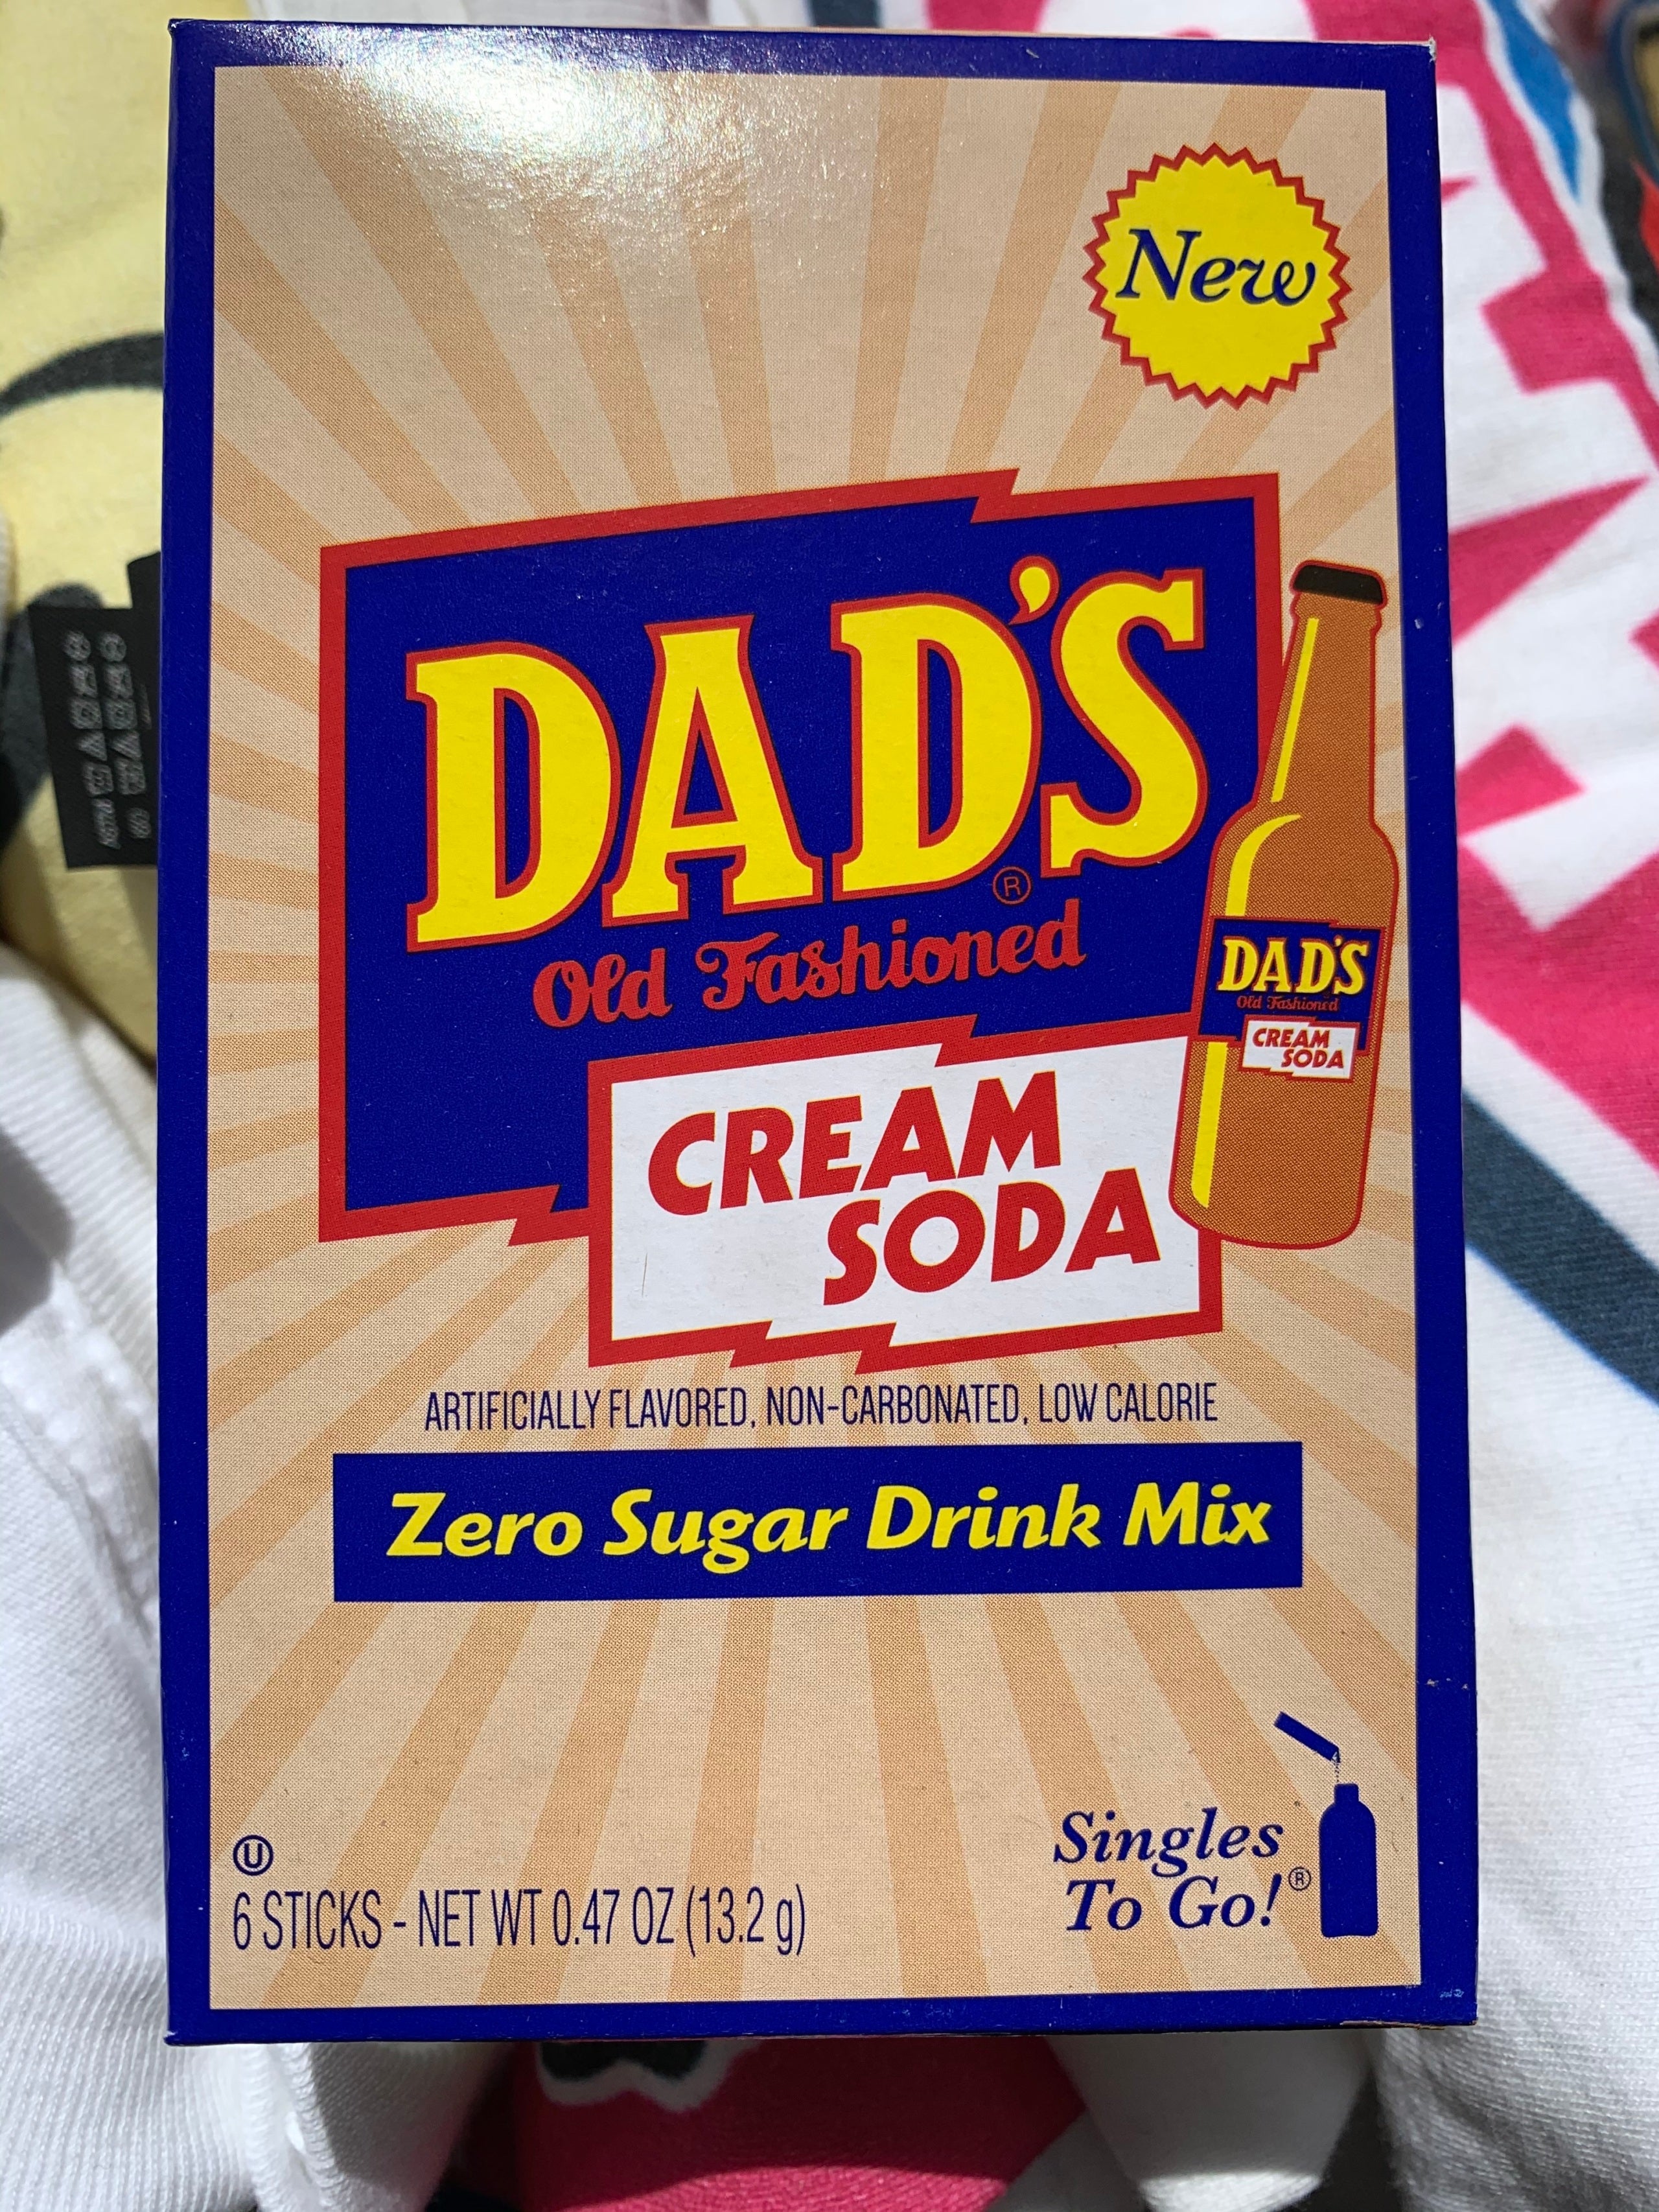 New
DAD'S®
Old Fashioned
CREAM
SODA
DAD'S
Old Fashioned
CREAM
SODA
ARTIFICIALLY FLAVORED, NON-CARBONATED, LOW CALORIE
Zero Sugar Drink Mix
Singles
To Go!®
U
6 STICKS - NET WT 0.47 OZ (13.2 g)